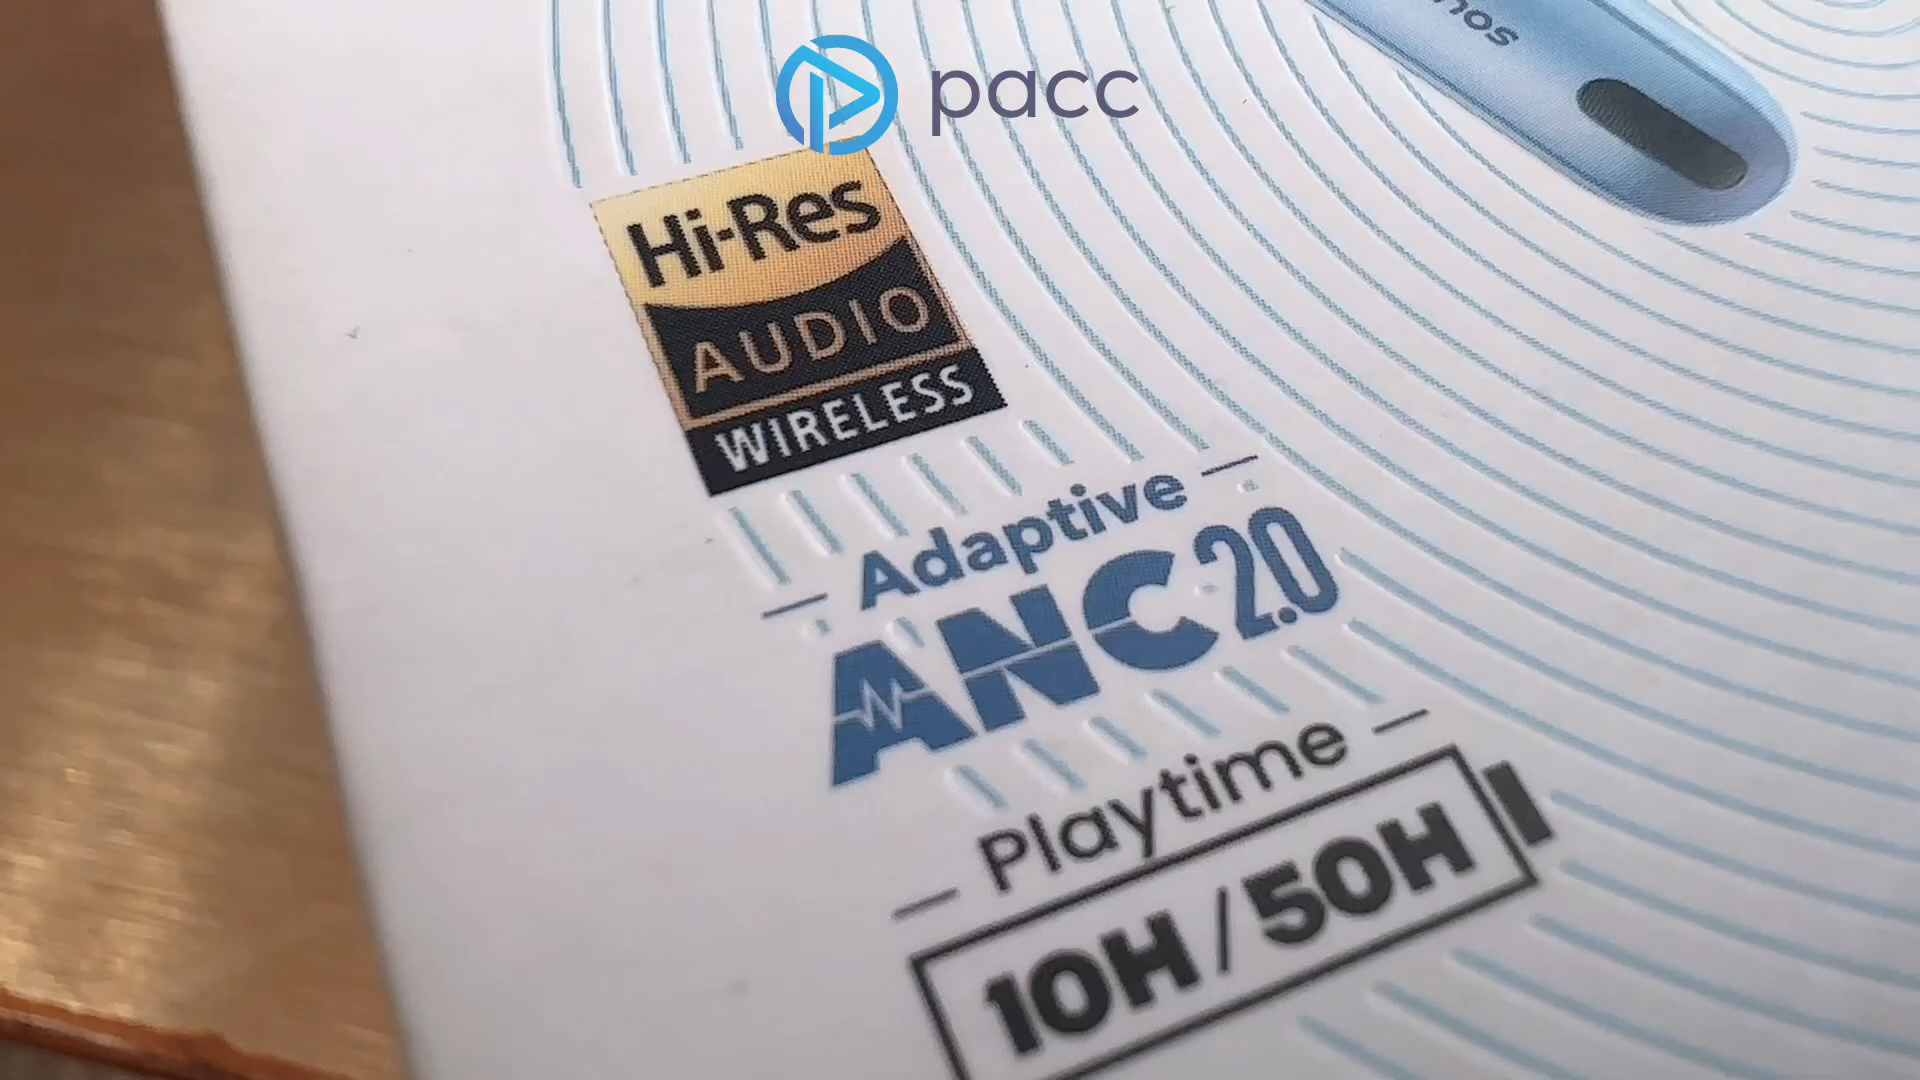 pacc
Hi-Res
AUDIO
WIRELESS
Adaptive
ANC 2.0
Playtime
10H/50H